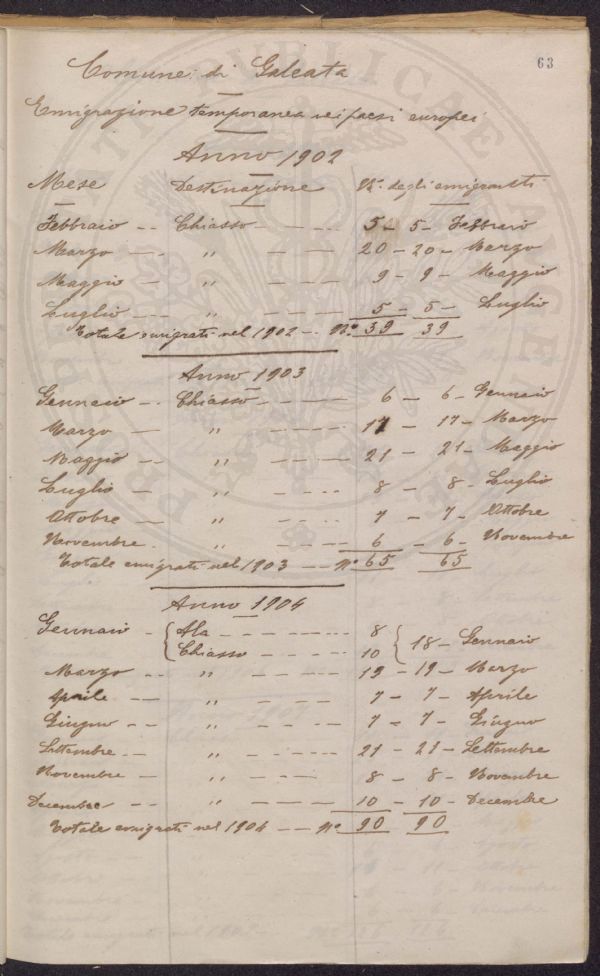 63
Comune di Galeata
Emigrazione temporanea nei paesi europei
Anno 1902
Mese Destinazione N.° degli emigranti
Febbraio -- Chiasso - - - - - 5 - 5 - Febbraio
Marzo - - " - - - 20 - 20 - Marzo
Maggio - - " - - - 9 - 9 - Maggio
Luglio - - - " - - - - 5 - 5 - Luglio
Totale emigrati nel 1902 -- N.° 39 39
Anno 1903
Gennaio -- Chiasso - - - - 6 - 6 - Gennaio
Marzo - " - - - 17 - 17 - Marzo
Maggio -- " - - - - 21 - 21 - Maggio
Luglio - " - - - - 8 - 8 - Luglio
Ottobre - " - - - - 7 - 7 - Ottobre
Novembre. " - - - - 6 - 6 - Novembre
Totale emigrati nel 1903 -- N.° 65 65
Anno 1904
Gennaio - { Ala - - - - - - - 8 { 18 - Gennaio
Chiasso - - - - - 10
Marzo -- " - - - - - 19 - 19 - Marzo
Aprile -- " - - - 7 - 7 - Aprile
Giugno -- " - - - - 7 - 7 - Giugno
Settembre -- " - - - - - 21 - 21 - Settembre
Novembre - " - - - 8 - 8 - Novembre
Decembre -- " - - - - 10 - 10 - Decembre
Totale emigrati nel 1904 -- N.° 90 90